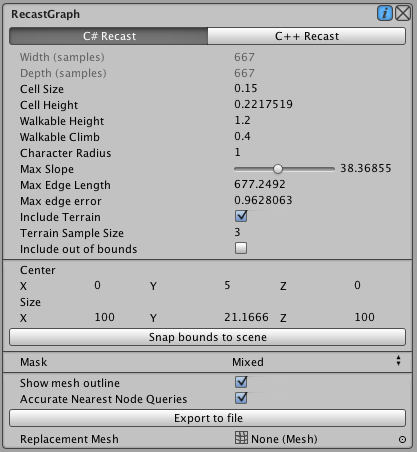 RecastGraph
C# Recast C++ Recast
Width (samples) 667
Depth (samples) 667
Cell Size 0.15
Cell Height 0.2217519
Walkable Height 1.2
Walkable Climb 0.4
Character Radius 1
Max Slope 38.36855
Max Edge Length 677.2492
Max edge error 0.9628063
Include Terrain
Terrain Sample Size 3
Include out of bounds
Center
X 0 Y 5 Z 0
Size
X 100 Y 21.1666 Z 100
Snap bounds to scene
Mask Mixed
Show mesh outline
Accurate Nearest Node Queries
Export to file
Replacement Mesh None (Mesh)